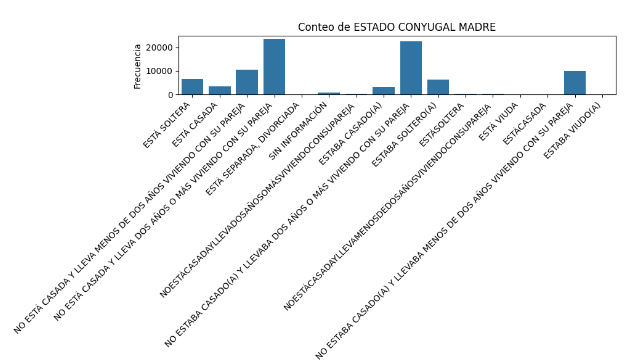 Conteo de ESTADO CONYUGAL MADRE
Frecuencia
20000
10000
0
ESTÁ SOLTERA
ESTÁ CASADA
NO ESTÁ CASADA Y LLEVA MENOS DE DOS AÑOS VIVIENDO CON SU PAREJA
NO ESTÁ CASADA Y LLEVA DOS AÑOS O MÁS VIVIENDO CON SU PAREJA
ESTÁ SEPARADA, DIVORCIADA
SIN INFORMACIÓN
NOESTÁCASADAYLLEVADOSAÑOSOMÁSVIVIENDOCONSUPAREJA
ESTABA CASADO(A)
NO ESTABA CASADO(A) Y LLEVABA DOS AÑOS O MÁS VIVIENDO CON SU PAREJA
ESTABA SOLTERO(A)
ESTÁSOLTERA
NOESTÁCASADAYLLEVAMENOSDEDOSAÑOSVIVIENDOCONSUPAREJA
ESTÁ VIUDA
ESTÁCASADA
NO ESTABA CASADO(A) Y LLEVABA MENOS DE DOS AÑOS VIVIENDO CON SU PAREJA
ESTABA VIUDO(A)